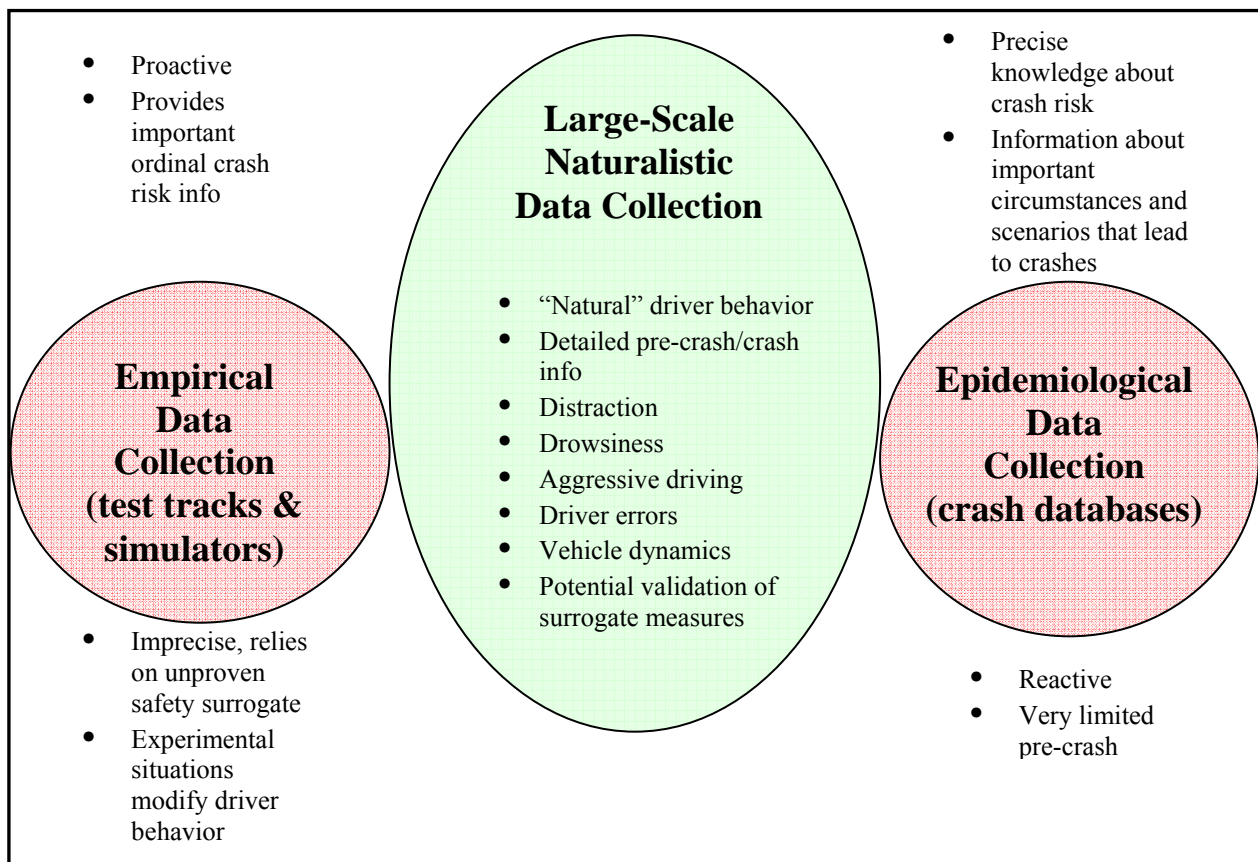 • Proactive
• Provides
important
ordinal crash
risk info
Empirical
Data
Collection
(test tracks &
simulators)
• Imprecise, relies
on unproven
safety surrogate
• Experimental
situations
modify driver
behavior
Large-Scale
Naturalistic
Data Collection
• “Natural” driver behavior
• Detailed pre-crash/crash
info
• Distraction
• Drowsiness
• Aggressive driving
• Driver errors
• Vehicle dynamics
• Potential validation of
surrogate measures
• Precise
knowledge about
crash risk
• Information about
important
circumstances and
scenarios that lead
to crashes
Epidemiological
Data
Collection
(crash databases)
• Reactive
• Very limited
pre-crash